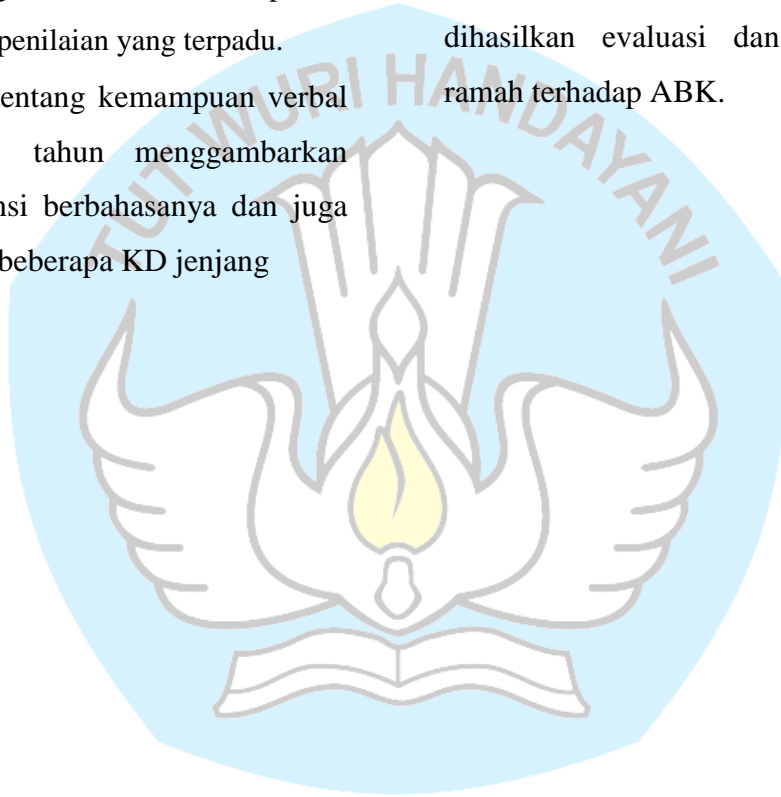 penilaian yang terpadu.
entang kemampuan verbal
tahun menggambarkan
nsi berbahasanya dan juga
beberapa KD jenjang
dihasilkan evaluasi dan
ramah terhadap ABK.
TUT WURI HANDAYANI